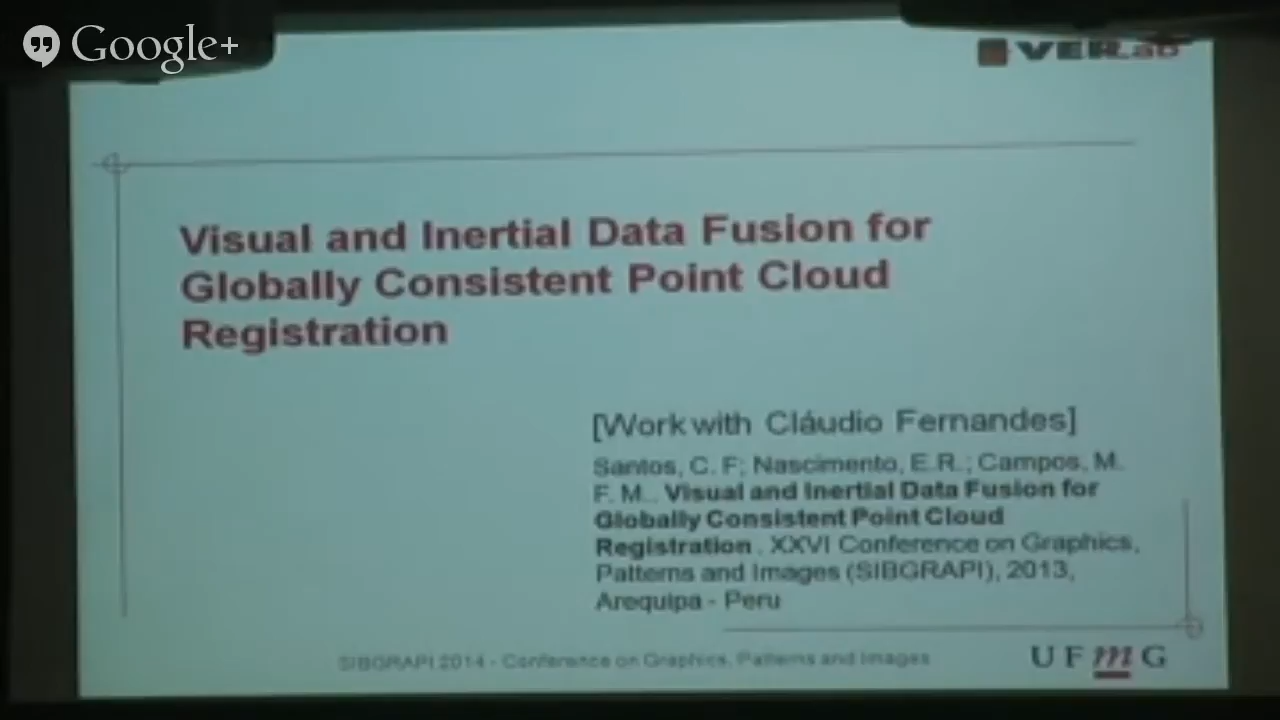 Google+
VERLab
Visual and Inertial Data Fusion for
Globally Consistent Point Cloud
Registration
[Work with Cláudio Fernandes]
Santos, C. F; Nascimento, E.R.; Campos, M.
F. M.. Visual and Inertial Data Fusion for
Globally Consistent Point Cloud
Registration. XXVI Conference on Graphics,
Patterns and Images (SIBGRAPI), 2013,
Arequipa - Peru
SIBGRAPI 2014 - Conference on Graphics, Patterns and Images
UFmG